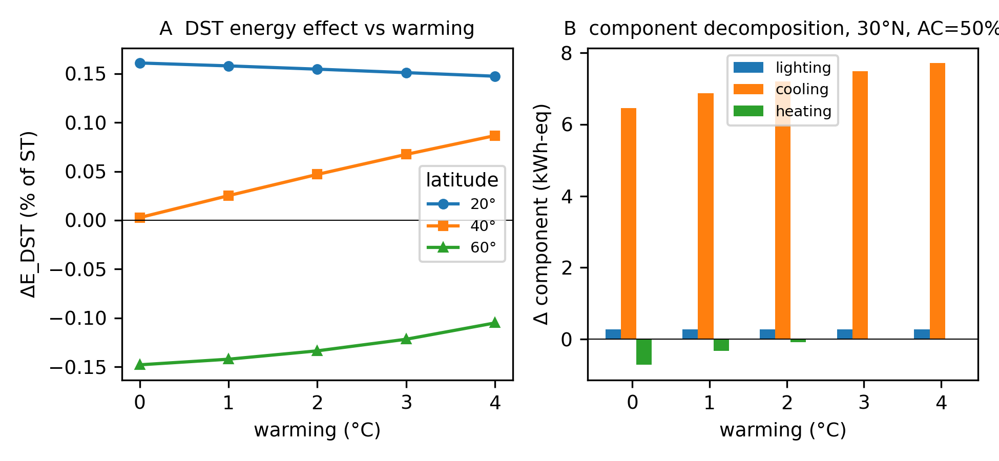 A  DST energy effect vs warming
ΔE_DST (% of ST)
0.15
0.10
0.05
0.00
−0.05
−0.10
−0.15
latitude
20°
40°
60°
0 1 2 3 4
warming (°C)
B  component decomposition, 30°N, AC=50%
Δ component (kWh-eq)
8
6
4
2
0
lighting
cooling
heating
0 1 2 3 4
warming (°C)